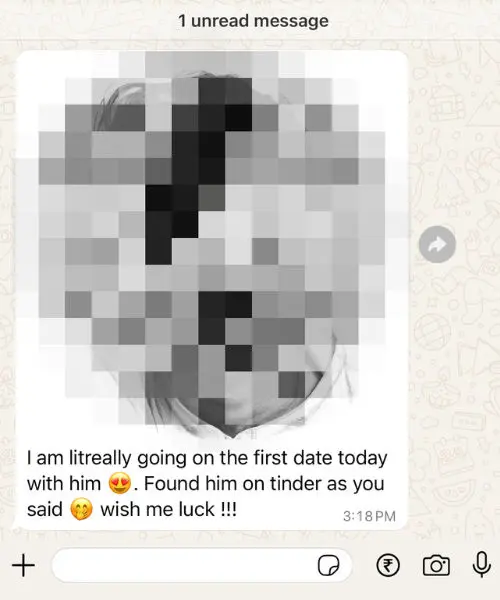 1 unread message
I am litreally going on the first date today
with him 😍. Found him on tinder as you
said 🤭 wish me luck !!!
3:18 PM
₹